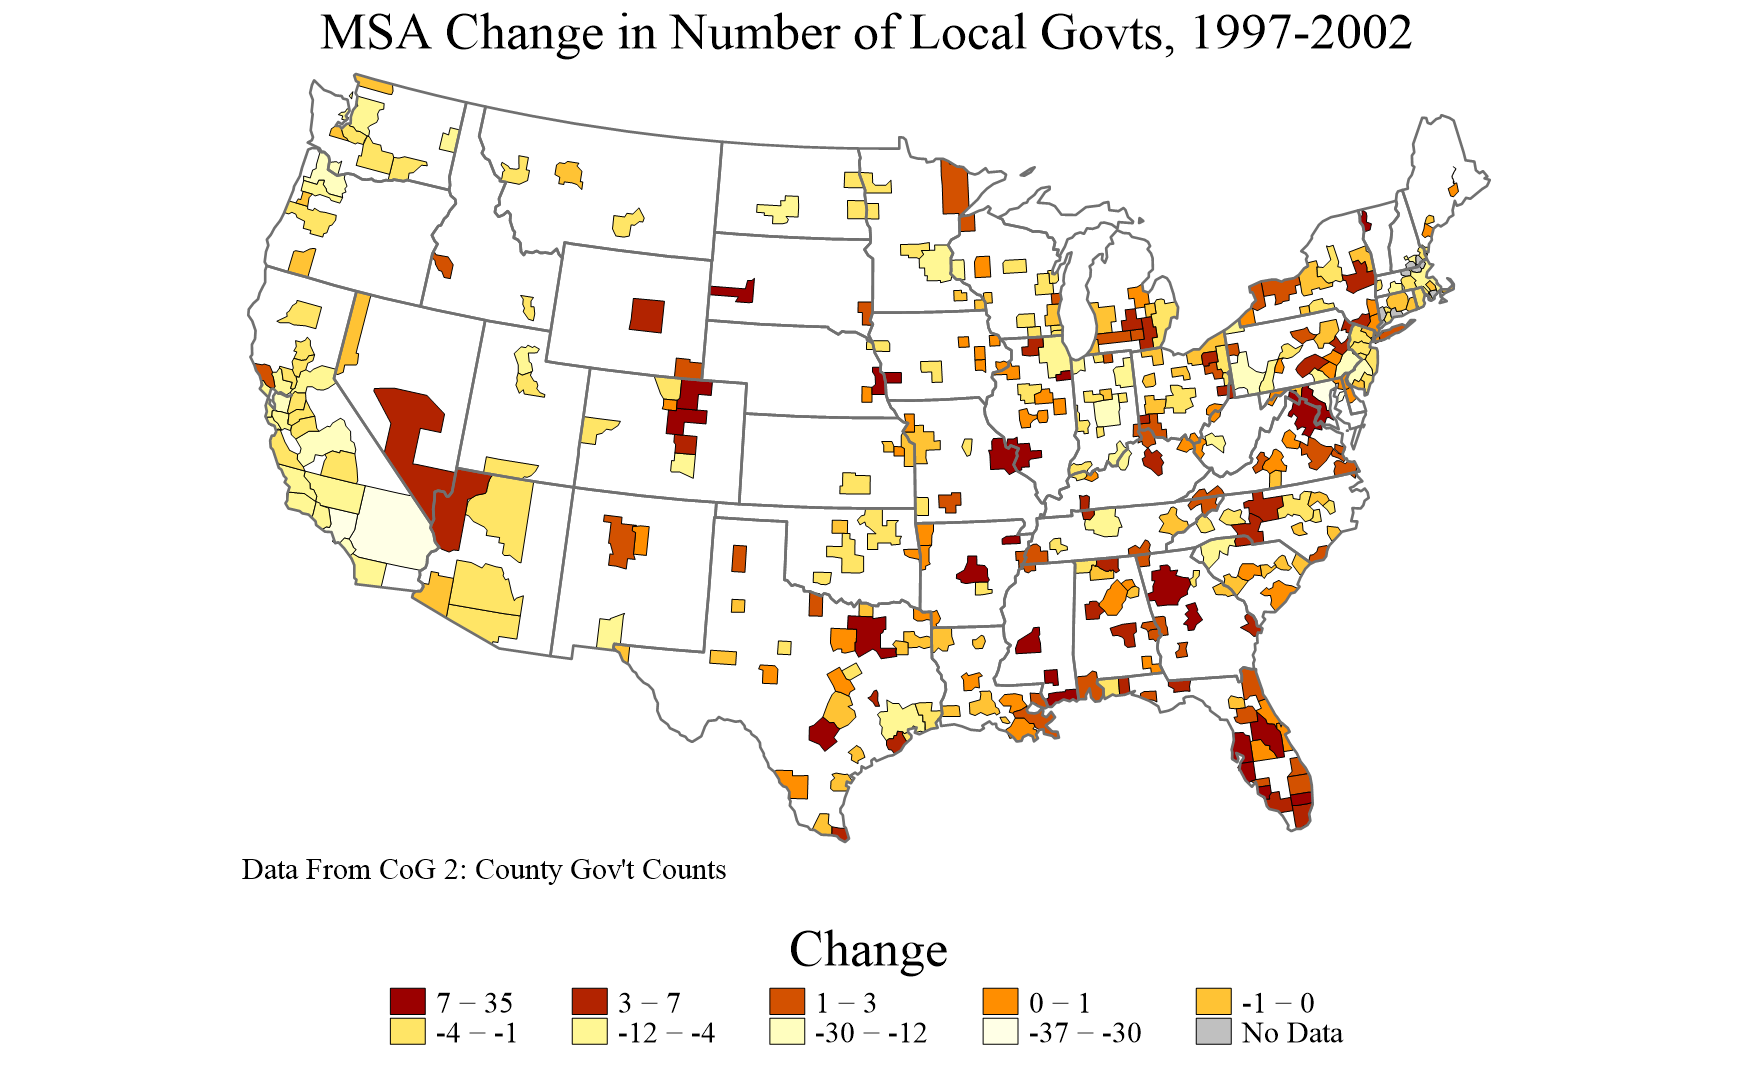 MSA Change in Number of Local Govts, 1997-2002
Data From CoG 2: County Gov't Counts
Change
7 – 35 3 – 7 1 – 3 0 – 1 -1 – 0
-4 – -1 -12 – -4 -30 – -12 -37 – -30 No Data